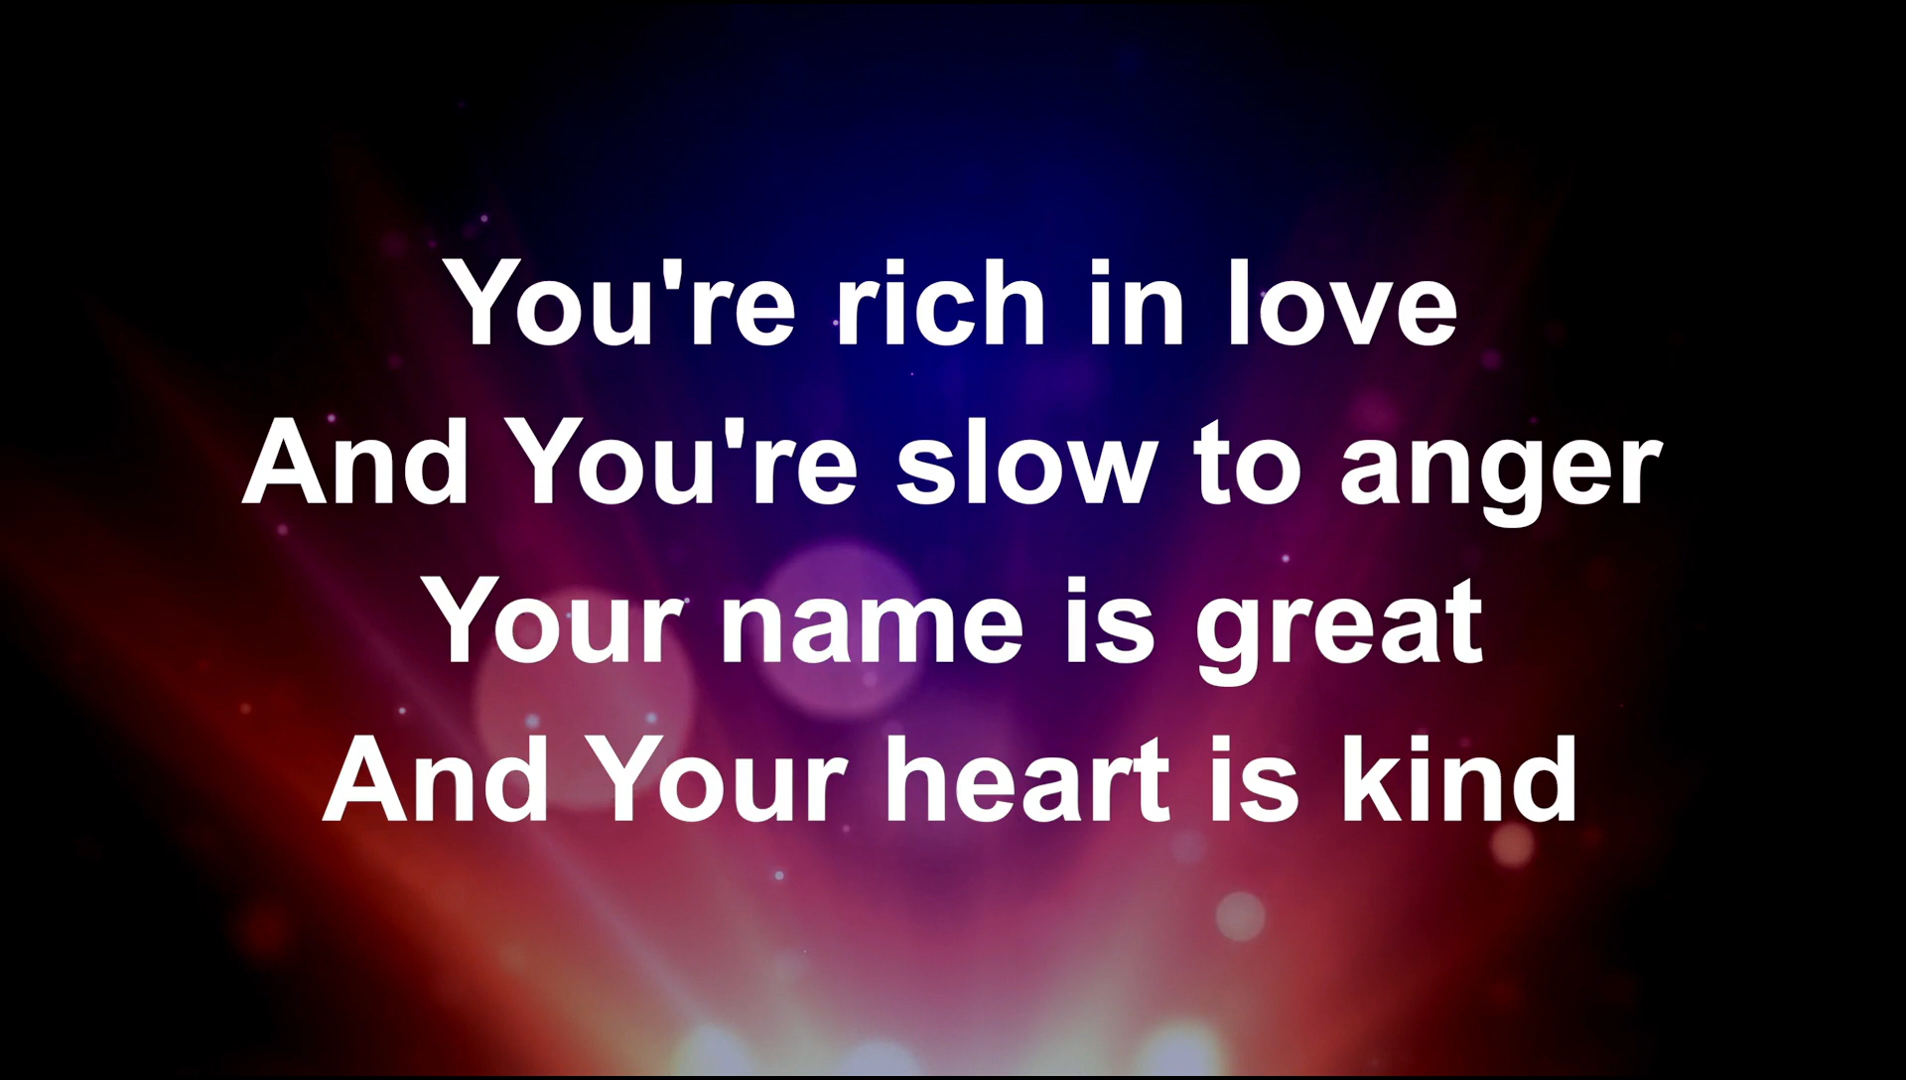 You're rich in love
And You're slow to anger
Your name is great
And Your heart is kind